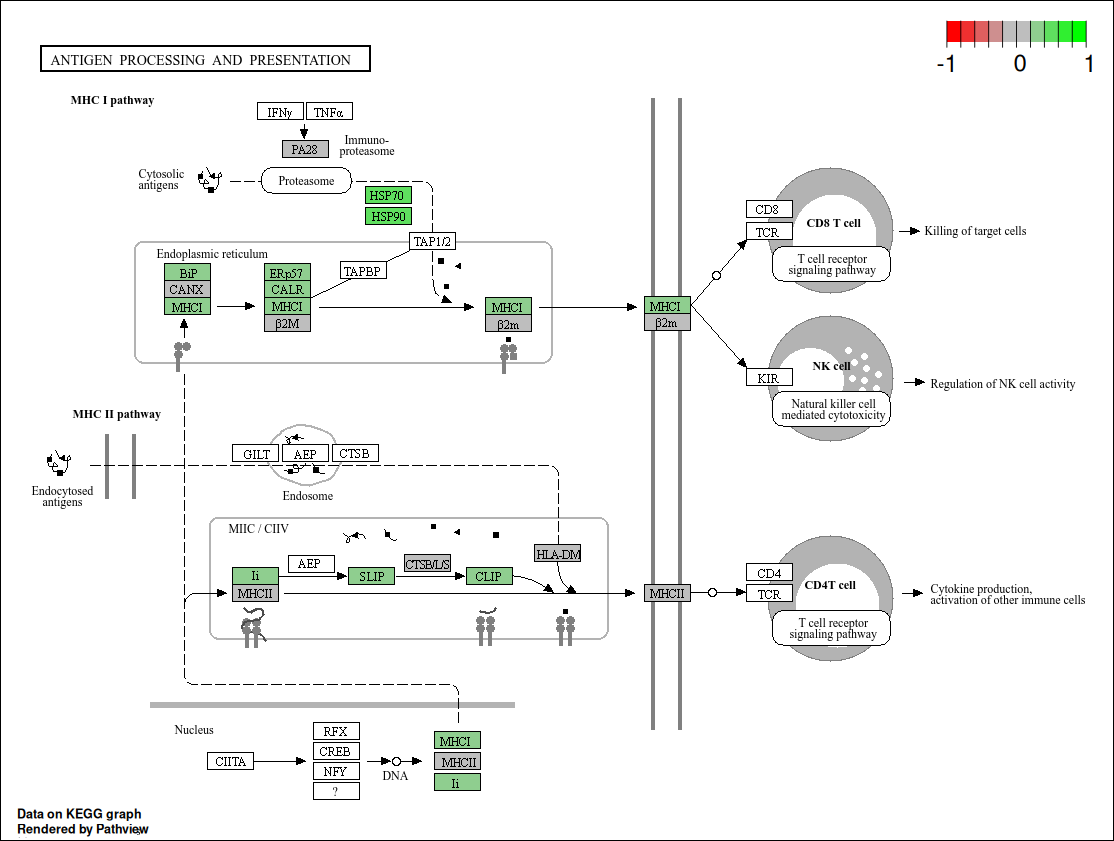 -1 0 1
ANTIGEN PROCESSING AND PRESENTATION
MHC I pathway
IFNγ TNFα
PA28
Immuno-
proteasome
Cytosolic
antigens
Proteasome
HSP70
HSP90
TAP1/2
Endoplasmic reticulum
TAPBP
BiP
CANX
MHCI
ERp57
CALR
MHCI
β2M
MHCI
β2m
MHCI
β2m
CD8
TCR
CD8 T cell
T cell receptor
signaling pathway
Killing of target cells
KIR
NK cell
Natural killer cell
mediated cytotoxicity
Regulation of NK cell activity
MHC II pathway
Endocytosed
antigens
GILT AEP CTSB
Endosome
MIIC / CIIV
Ii
MHCII
AEP
SLIP
CTSB/L/S
CLIP
HLA-DM
MHCII
CD4
TCR
CD4T cell
T cell receptor
signaling pathway
Cytokine production,
activation of other immune cells
Nucleus
CIITA
RFX
CREB
NFY
?
DNA
MHCI
MHCII
Ii
Data on KEGG graph
Rendered by Pathview